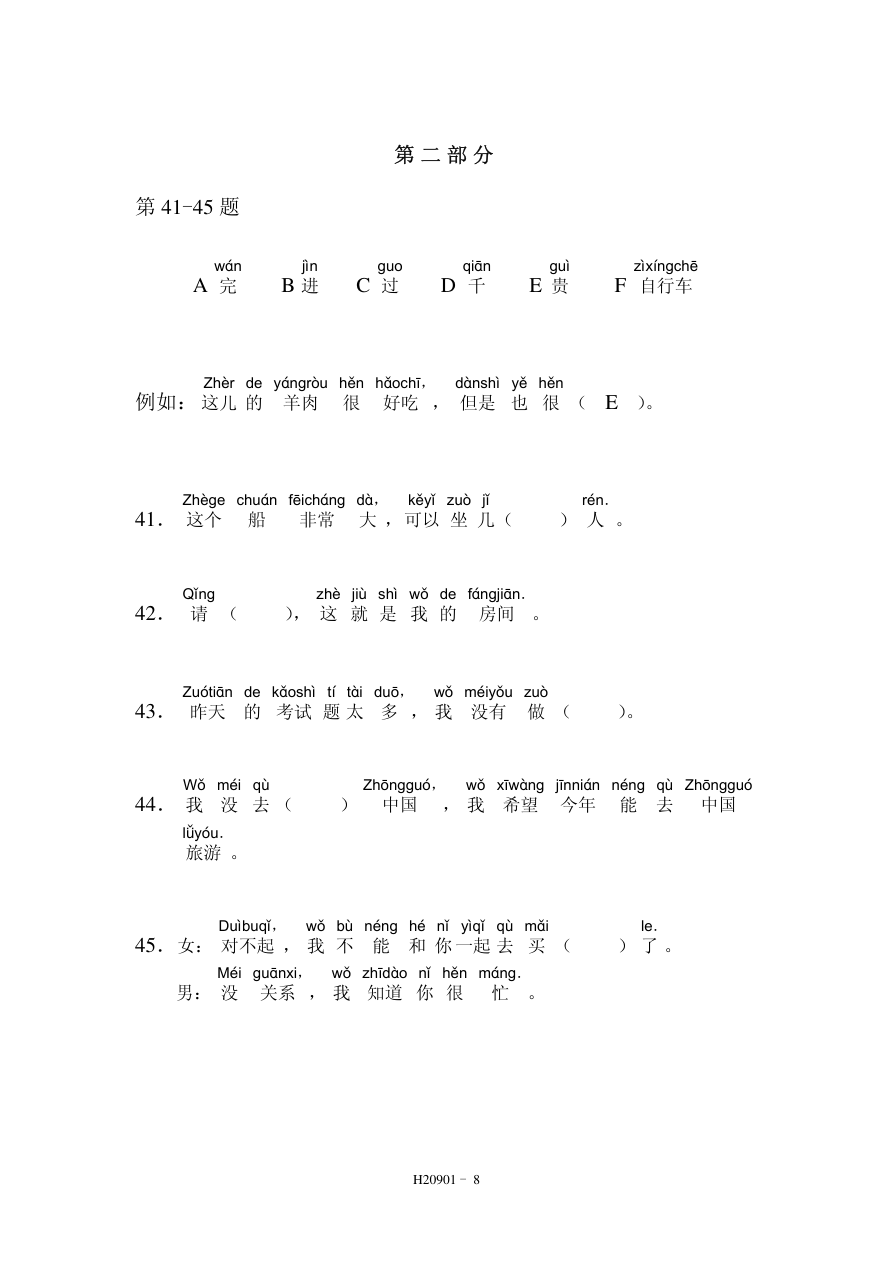 第二部分
第 41-45 题
wán jìn guo qiān guì zìxíngchē
A 完 B 进 C 过 D 千 E 贵 F 自行车
Zhèr de yángròu hěn hǎochī， dànshì yě hěn
例如： 这儿 的 羊肉 很 好吃 ， 但是 也 很 （ E ）。
Zhège chuán fēicháng dà， kěyǐ zuò jǐ rén.
41． 这个 船 非常 大 ，可以 坐 几（ ） 人 。
Qǐng zhè jiù shì wǒ de fángjiān.
42． 请 （ ）， 这 就 是 我 的 房间 。
Zuótiān de kǎoshì tí tài duō， wǒ méiyǒu zuò
43． 昨天 的 考试 题 太 多 ， 我 没有 做 （ ）。
Wǒ méi qù Zhōngguó， wǒ xīwàng jīnnián néng qù Zhōngguó
44． 我 没 去 （ ） 中国 ， 我 希望 今年 能 去 中国
lǚyóu.
旅游 。
Duìbuqǐ， wǒ bù néng hé nǐ yìqǐ qù mǎi le.
45．女： 对不起 ， 我 不 能 和 你 一起 去 买 （ ） 了 。
Méi guānxi， wǒ zhīdào nǐ hěn máng.
男： 没 关系 ， 我 知道 你 很 忙 。
H20901 - 8